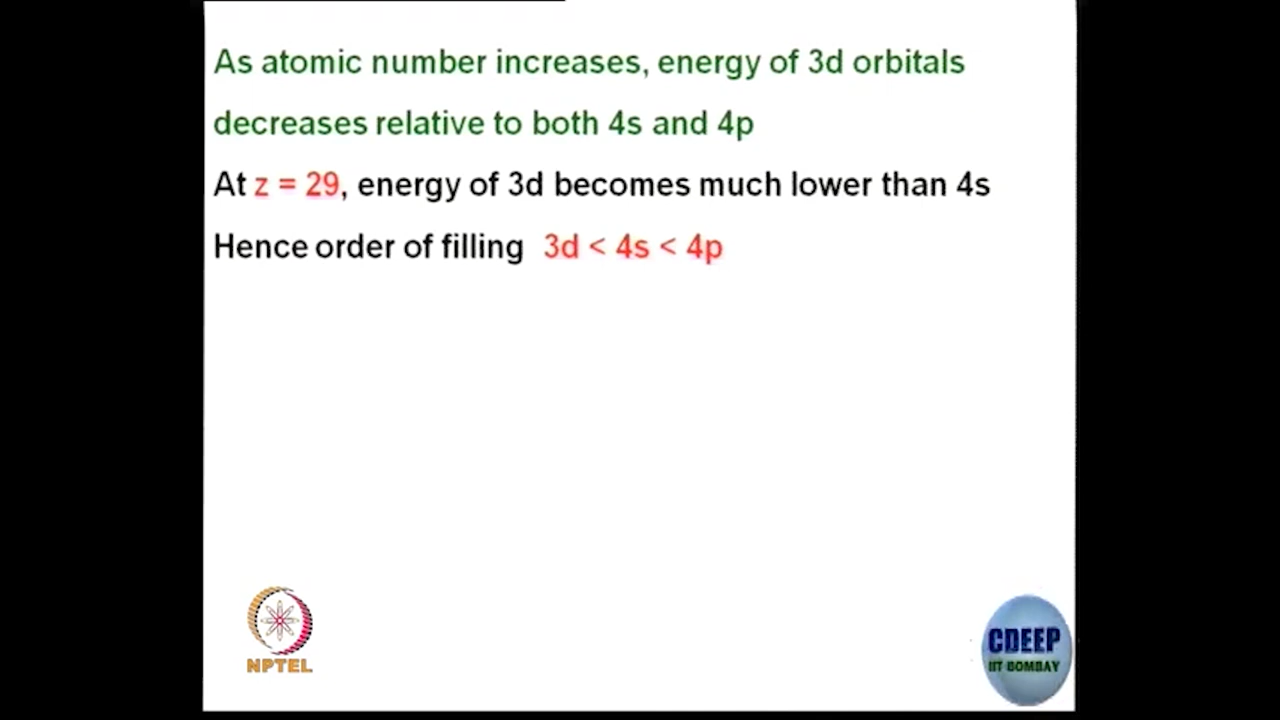 As atomic number increases, energy of 3d orbitals
decreases relative to both 4s and 4p
At z = 29, energy of 3d becomes much lower than 4s
Hence order of filling 3d < 4s < 4p
NPTEL
CDEEP
IIT BOMBAY